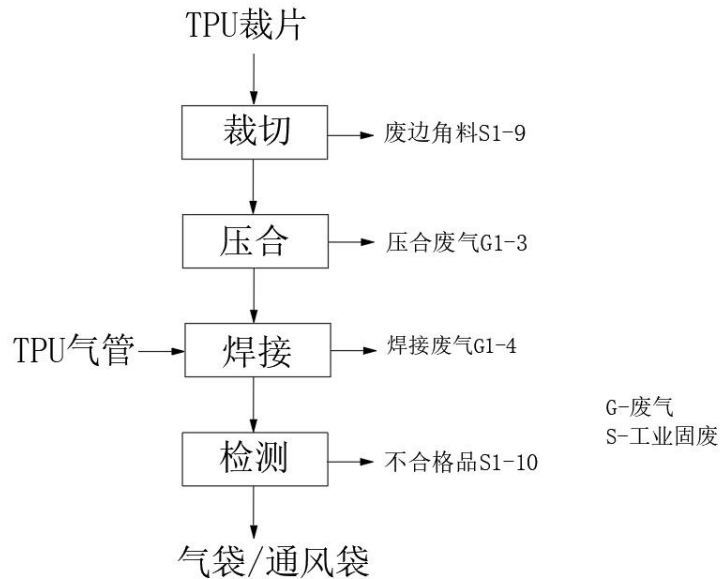 TPU裁片
裁切
废边角料S1-9
压合
压合废气G1-3
TPU气管
焊接
焊接废气G1-4
G-废气
S-工业固废
检测
不合格品S1-10
气袋/通风袋